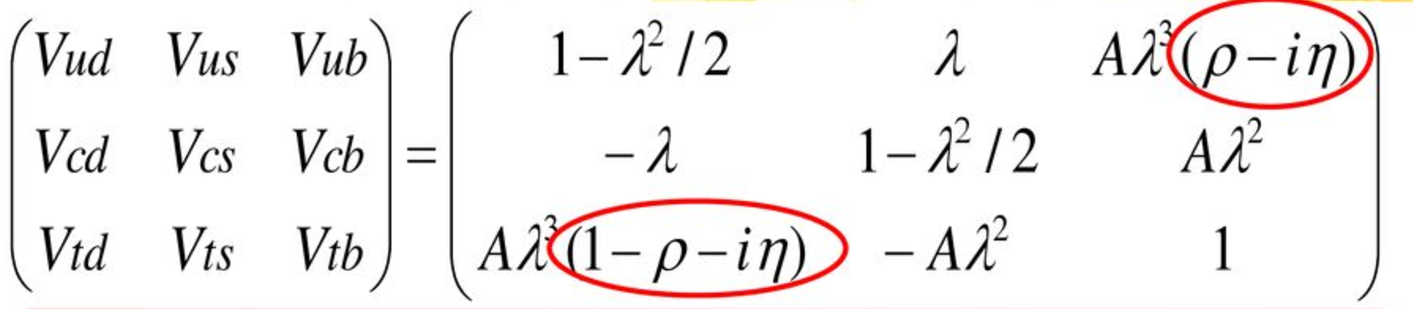 Vud Vus Vub 1−λ²/2 λ Aλ³(ρ−iη)
Vcd Vcs Vcb = −λ 1−λ²/2 Aλ²
Vtd Vts Vtb Aλ³(1−ρ−iη) −Aλ² 1